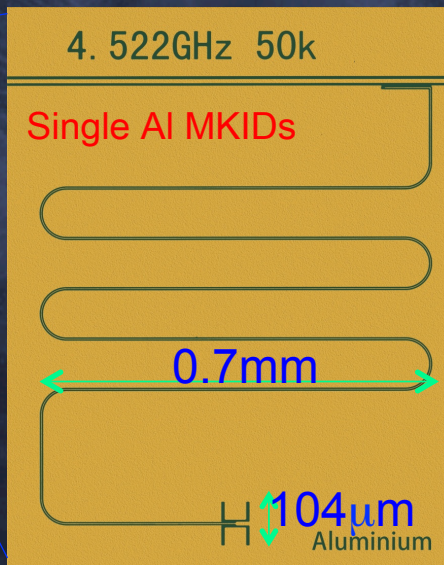 4.522GHz 50k
Single Al MKIDs
0.7mm
104μm
Aluminium